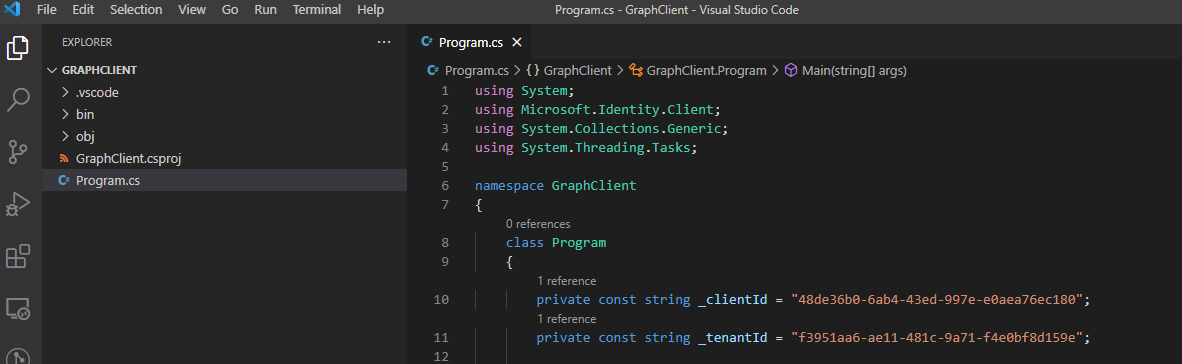 File Edit Selection View Go Run Terminal Help
Program.cs - GraphClient - Visual Studio Code
EXPLORER
GRAPHCLIENT
.vscode
bin
obj
GraphClient.csproj
Program.cs
Program.cs
Program.cs > {} GraphClient > GraphClient.Program > Main(string[] args)
1 using System;
2 using Microsoft.Identity.Client;
3 using System.Collections.Generic;
4 using System.Threading.Tasks;
5
6 namespace GraphClient
7 {
0 references
8 class Program
9 {
1 reference
10 private const string _clientId = "48de36b0-6ab4-43ed-997e-e0aea76ec180";
1 reference
11 private const string _tenantId = "f3951aa6-ae11-481c-9a71-f4e0bf8d159e";
12